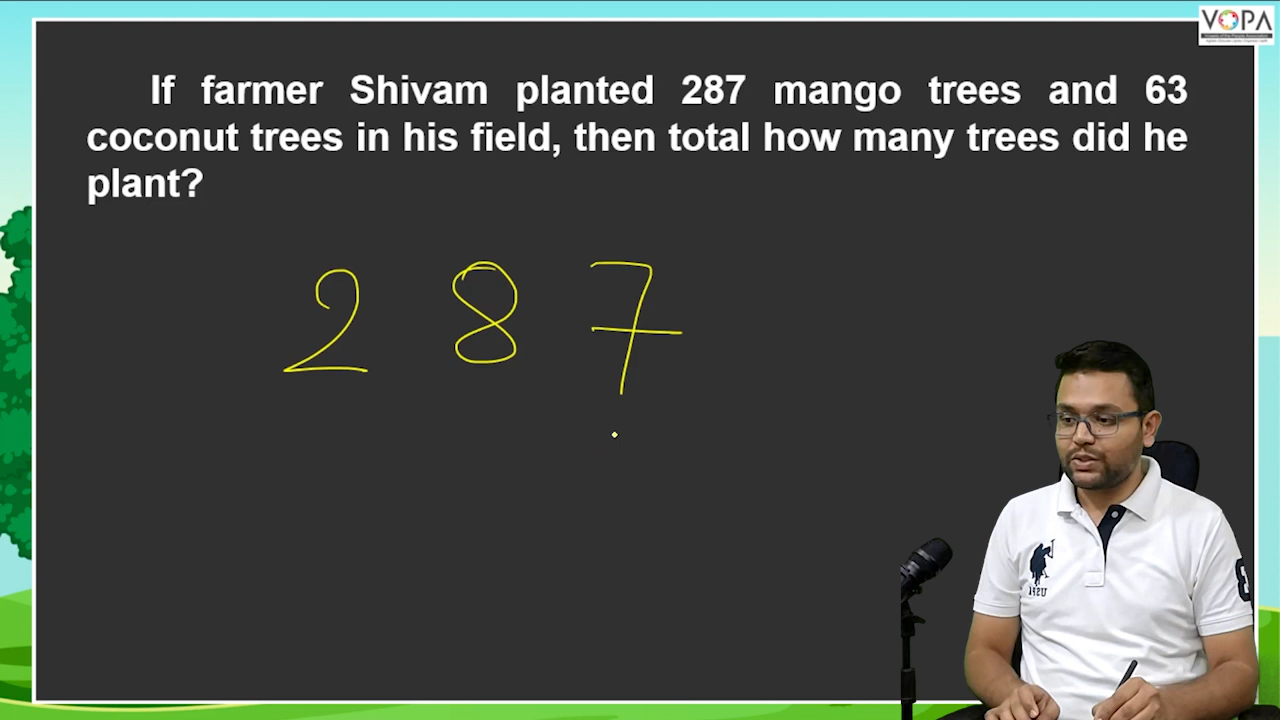 VOPA
If farmer Shivam planted 287 mango trees and 63
coconut trees in his field, then total how many trees did he
plant?
2 8 7